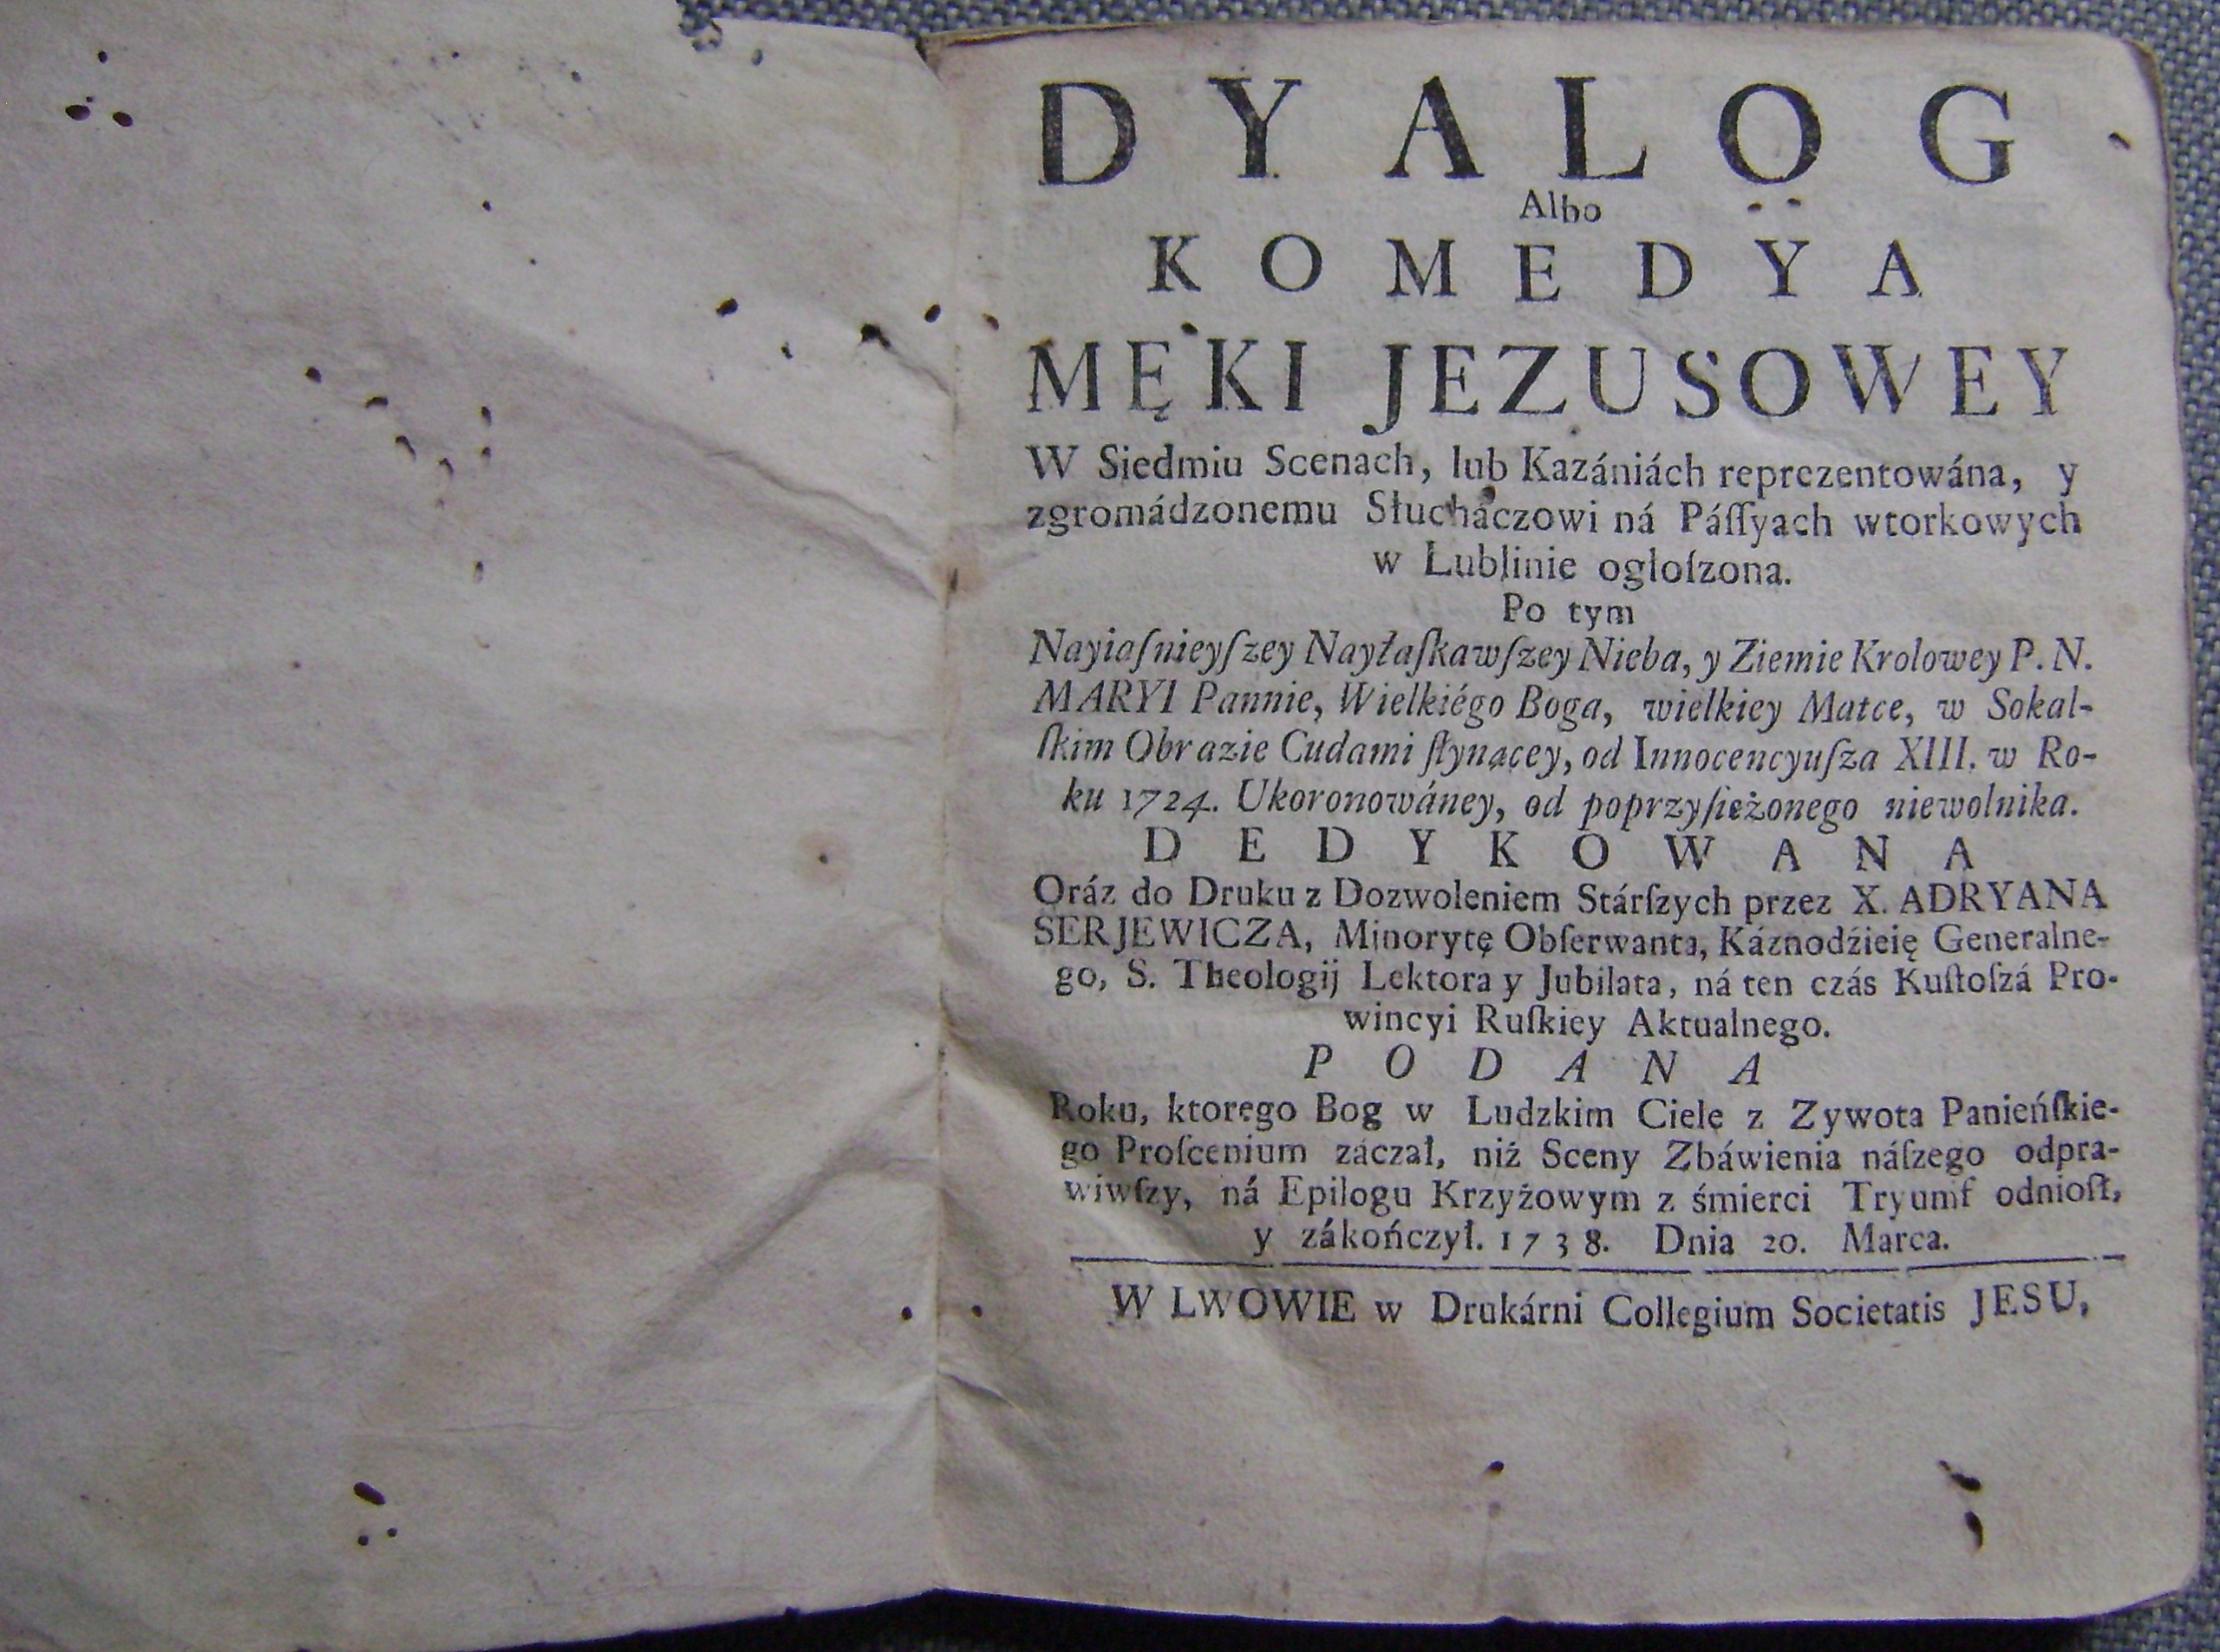 DYALOG
Albo
KOMEDYA
MĘKI JEZUSOWEY
W Siedmiu Scenach, lub Kazániách reprezentowána, y
zgromádzonemu Słucháczowi ná Páſſyach wtorkowych
w Lublinie ogłoſzona.
Po tym
Nayiaſnieyſzey Nayłaſkawſzey Nieba, y Ziemie Krolowey P. N.
MARYI Pannie, Wielkiégo Boga, wielkiey Matce, w Sokal-
ſkim Obrazie Cudami ſłynącey, od Innocencyuſza XIII. w Ro-
ku 1724. Ukoronowáney, od poprzyſiężonego niewolnika.
DEDYKOWANA
Oráz do Druku z Dozwoleniem Stárſzych przez X. ADRYANA
SERJEWICZA, Minorytę Obſerwanta, Káznodźieię Generalne-
go, S. Theologij Lektora y Jubilata, ná ten czás Kuſtoſzá Pro-
wincyi Ruſkiey Aktualnego.
PODANA
Roku, ktorego Bog w Ludzkim Ciele z Zywota Panieńſkie-
go Proſcenium záczał, niż Sceny Zbáwienia náſzego odpra-
wiwſzy, ná Epilogu Krzyżowym z śmierci Tryumf odnioſł,
y zákończył. 1738. Dnia 20. Marca.
W LWOWIE w Drukárni Collegium Societatis JESU,